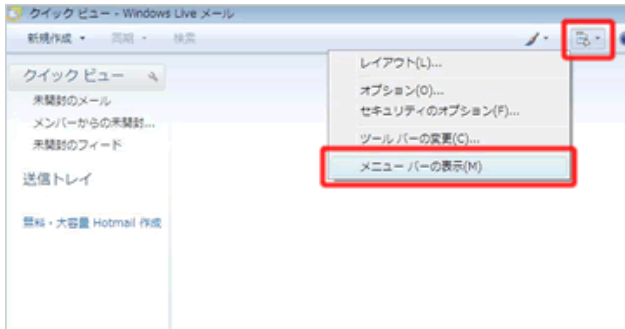 クイック ビュー - Windows Live メール
新規作成
同期
検索
レイアウト(L)...
オプション(O)...
セキュリティのオプション(F)...
ツール バーの変更(C)...
メニュー バーの表示(M)
クイック ビュー
未開封のメール
メンバーからの未開封...
未開封のフィード
送信トレイ
無料・大容量 Hotmail 作成